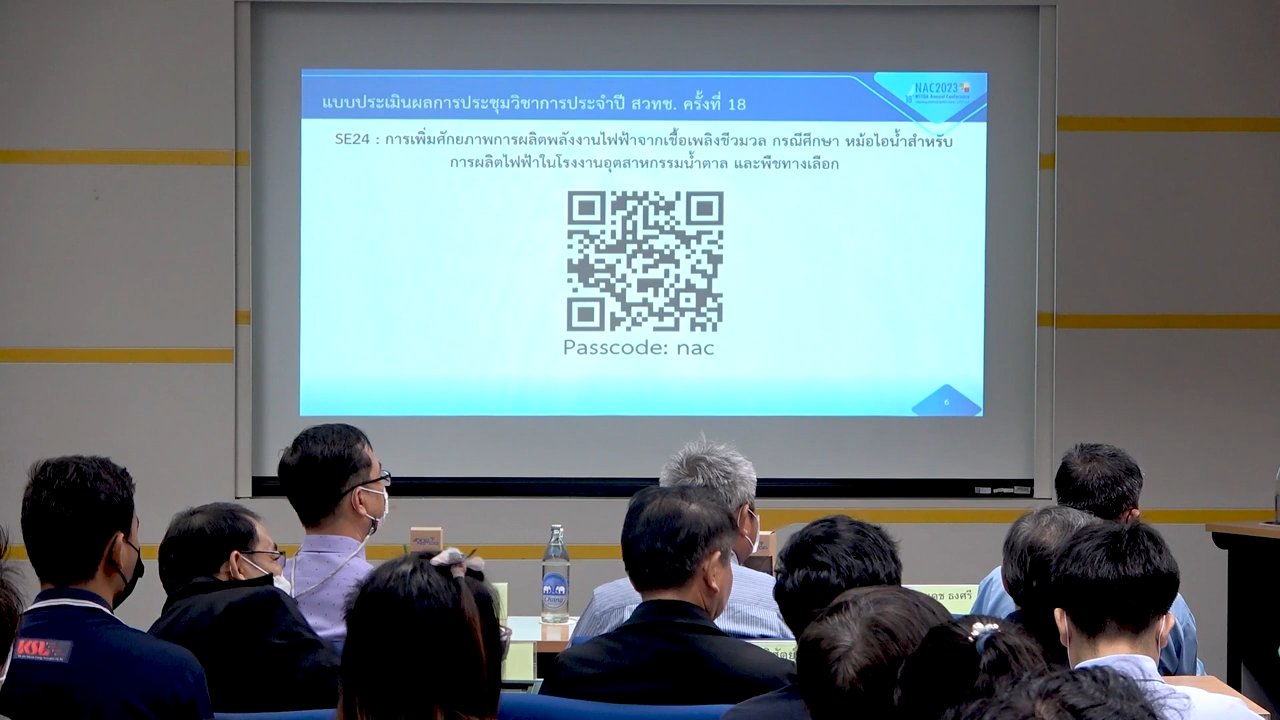 NAC2023
แบบประเมินผลการประชุมวิชาการประจำปี สวทช. ครั้งที่ 18
SE24 : การเพิ่มศักยภาพการผลิตพลังงานไฟฟ้าจากเชื้อเพลิงชีวมวล กรณีศึกษา หม้อไอน้ำสำหรับ
การผลิตไฟฟ้าในโรงงานอุตสาหกรรมน้ำตาล และพืชทางเลือก
Passcode: nac
6
KSL
Chang
เดช ธงศรี